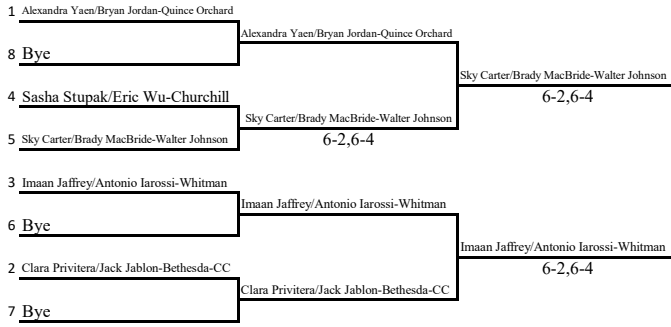 1 Alexandra Yaen/Bryan Jordan-Quince Orchard
Alexandra Yaen/Bryan Jordan-Quince Orchard
8 Bye
Sky Carter/Brady MacBride-Walter Johnson
6-2,6-4
4 Sasha Stupak/Eric Wu-Churchill
Sky Carter/Brady MacBride-Walter Johnson
6-2,6-4
5 Sky Carter/Brady MacBride-Walter Johnson
3 Imaan Jaffrey/Antonio Iarossi-Whitman
Imaan Jaffrey/Antonio Iarossi-Whitman
6 Bye
Imaan Jaffrey/Antonio Iarossi-Whitman
6-2,6-4
2 Clara Privitera/Jack Jablon-Bethesda-CC
Clara Privitera/Jack Jablon-Bethesda-CC
7 Bye